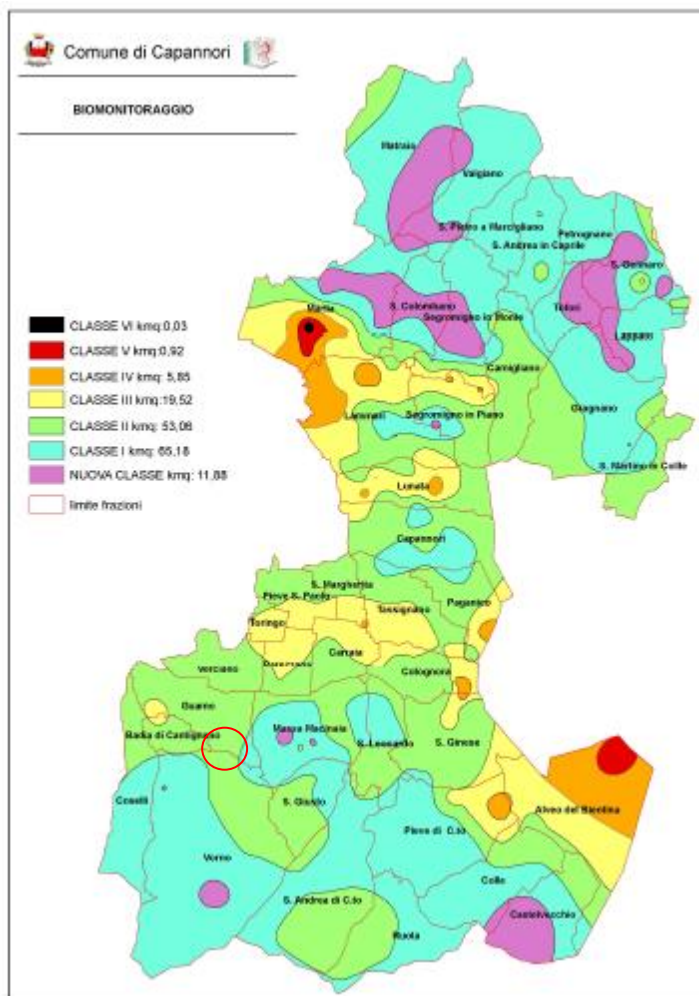 Comune di Capannori
BIOMONITORAGGIO
Matraia
Valgiano
S. Pietro a Marcigliano
Petrognano
S. Andrea in Caprile
S. Gennaro
Marlia
S. Colombano
Segromigno in Monte
Tofori
Lappato
CLASSE VI kmq:0,03
CLASSE V kmq:0,92
CLASSE IV kmq: 5,85
CLASSE III kmq:19,52
CLASSE II kmq: 53,06
CLASSE I kmq: 65,18
NUOVA CLASSE kmq: 11,88
limite frazioni
Camigliano
Lammari
Segromigno in Piano
Gragnano
S. Martino in Colle
Lunata
Capannori
S. Margherita
Pieve S. Paolo
Tassignano
Paganico
Toringo
Carraia
Verciano
Colognora
Guamo
Badia di Cantignano
Massa Macinaia
S. Leonardo
S. Ginese
Coselli
S. Giusto
Alveo del Bientina
Vorno
Pieve di C.to
Colle
S. Andrea di C.to
Castelvecchio
Ruota